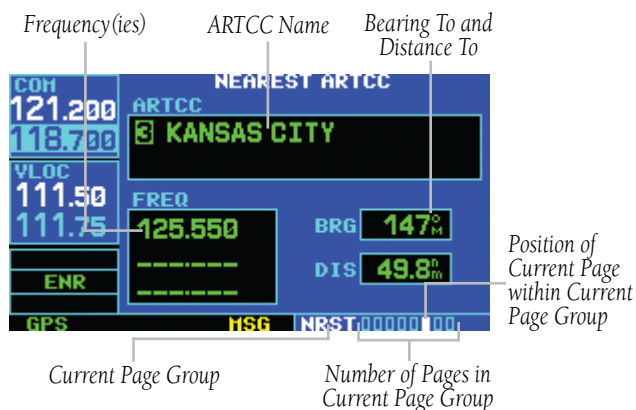 Frequency(ies)
ARTCC Name
Bearing To and
Distance To
COM
121.200
118.700
VLOC
111.50
111.75
ENR
GPS
NEAREST ARTCC
ARTCC
3 KANSAS CITY
FREQ
125.550
---.---
---.---
BRG 147°M
DIS 49.8nm
MSG
NRST
Position of
Current Page
within Current
Page Group
Current Page Group
Number of Pages in
Current Page Group